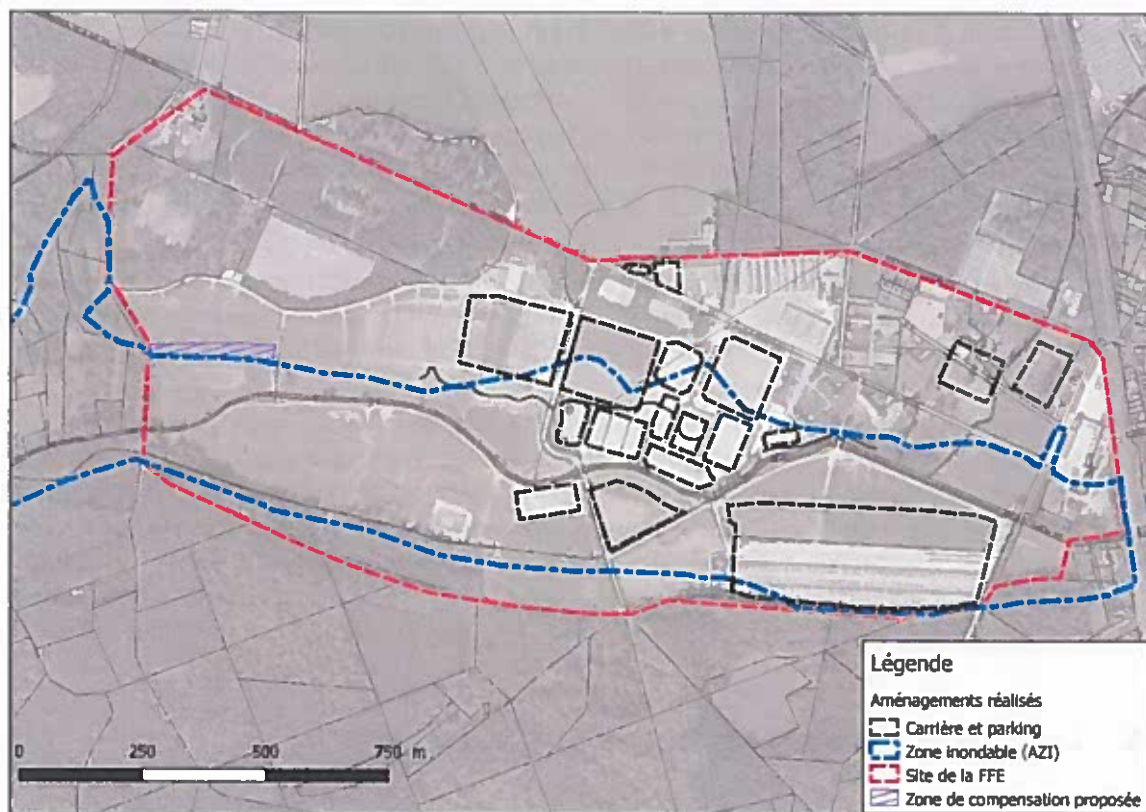 Légende
Aménagements réalisés
Carrière et parking
Zone inondable (AZI)
Site de la FFE
Zone de compensation proposée
0 250 500 750 m